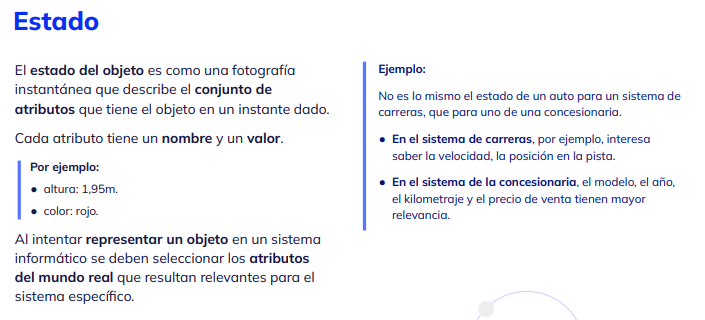 Estado
El estado del objeto es como una fotografía
instantánea que describe el conjunto de
atributos que tiene el objeto en un instante dado.
Cada atributo tiene un nombre y un valor.
Por ejemplo:
● altura: 1,95m.
● color: rojo.
Al intentar representar un objeto en un sistema
informático se deben seleccionar los atributos
del mundo real que resultan relevantes para el
sistema específico.
Ejemplo:
No es lo mismo el estado de un auto para un sistema de
carreras, que para uno de una concesionaria.
● En el sistema de carreras, por ejemplo, interesa
saber la velocidad, la posición en la pista.
● En el sistema de la concesionaria, el modelo, el año,
el kilometraje y el precio de venta tienen mayor
relevancia.